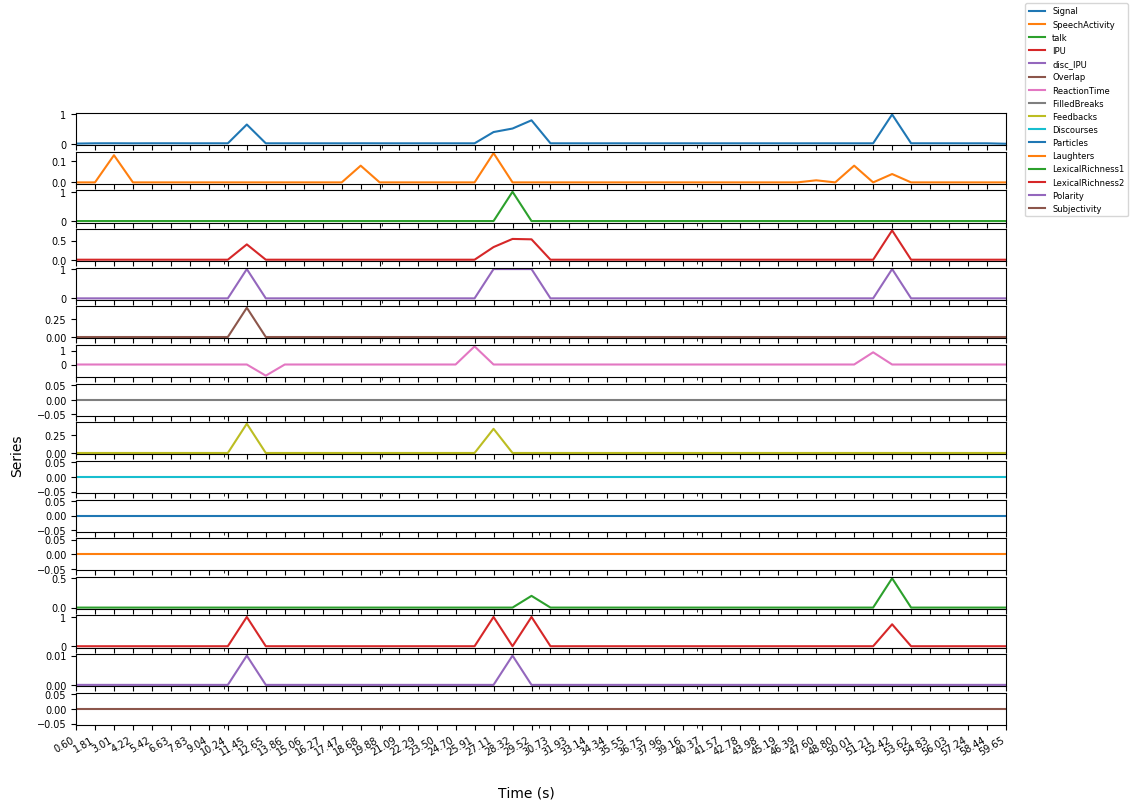 Signal
SpeechActivity
talk
IPU
disc_IPU
Overlap
ReactionTime
FilledBreaks
Feedbacks
Discourses
Particles
Laughters
LexicalRichness1
LexicalRichness2
Polarity
Subjectivity
1
0
0.1
0.0
1
0
0.5
0.0
1
0
0.25
0.00
1
0
0.05
0.00
−0.05
0.25
0.00
0.05
0.00
−0.05
0.05
0.00
−0.05
0.05
0.00
−0.05
0.5
0.0
1
0
0.01
0.00
0.05
0.00
−0.05
Series
0.60 1.81 3.01 4.22 5.42 6.63 7.83 9.04 10.24 11.45 12.65 13.86 15.06 16.27 17.47 18.68 19.88 21.09 22.29 23.50 24.70 25.91 27.11 28.32 29.52 30.73 31.93 33.14 34.34 35.55 36.75 37.96 39.16 40.37 41.57 42.78 43.98 45.19 46.39 47.60 48.80 50.01 51.21 52.42 53.62 54.83 56.03 57.24 58.44 59.65
Time (s)